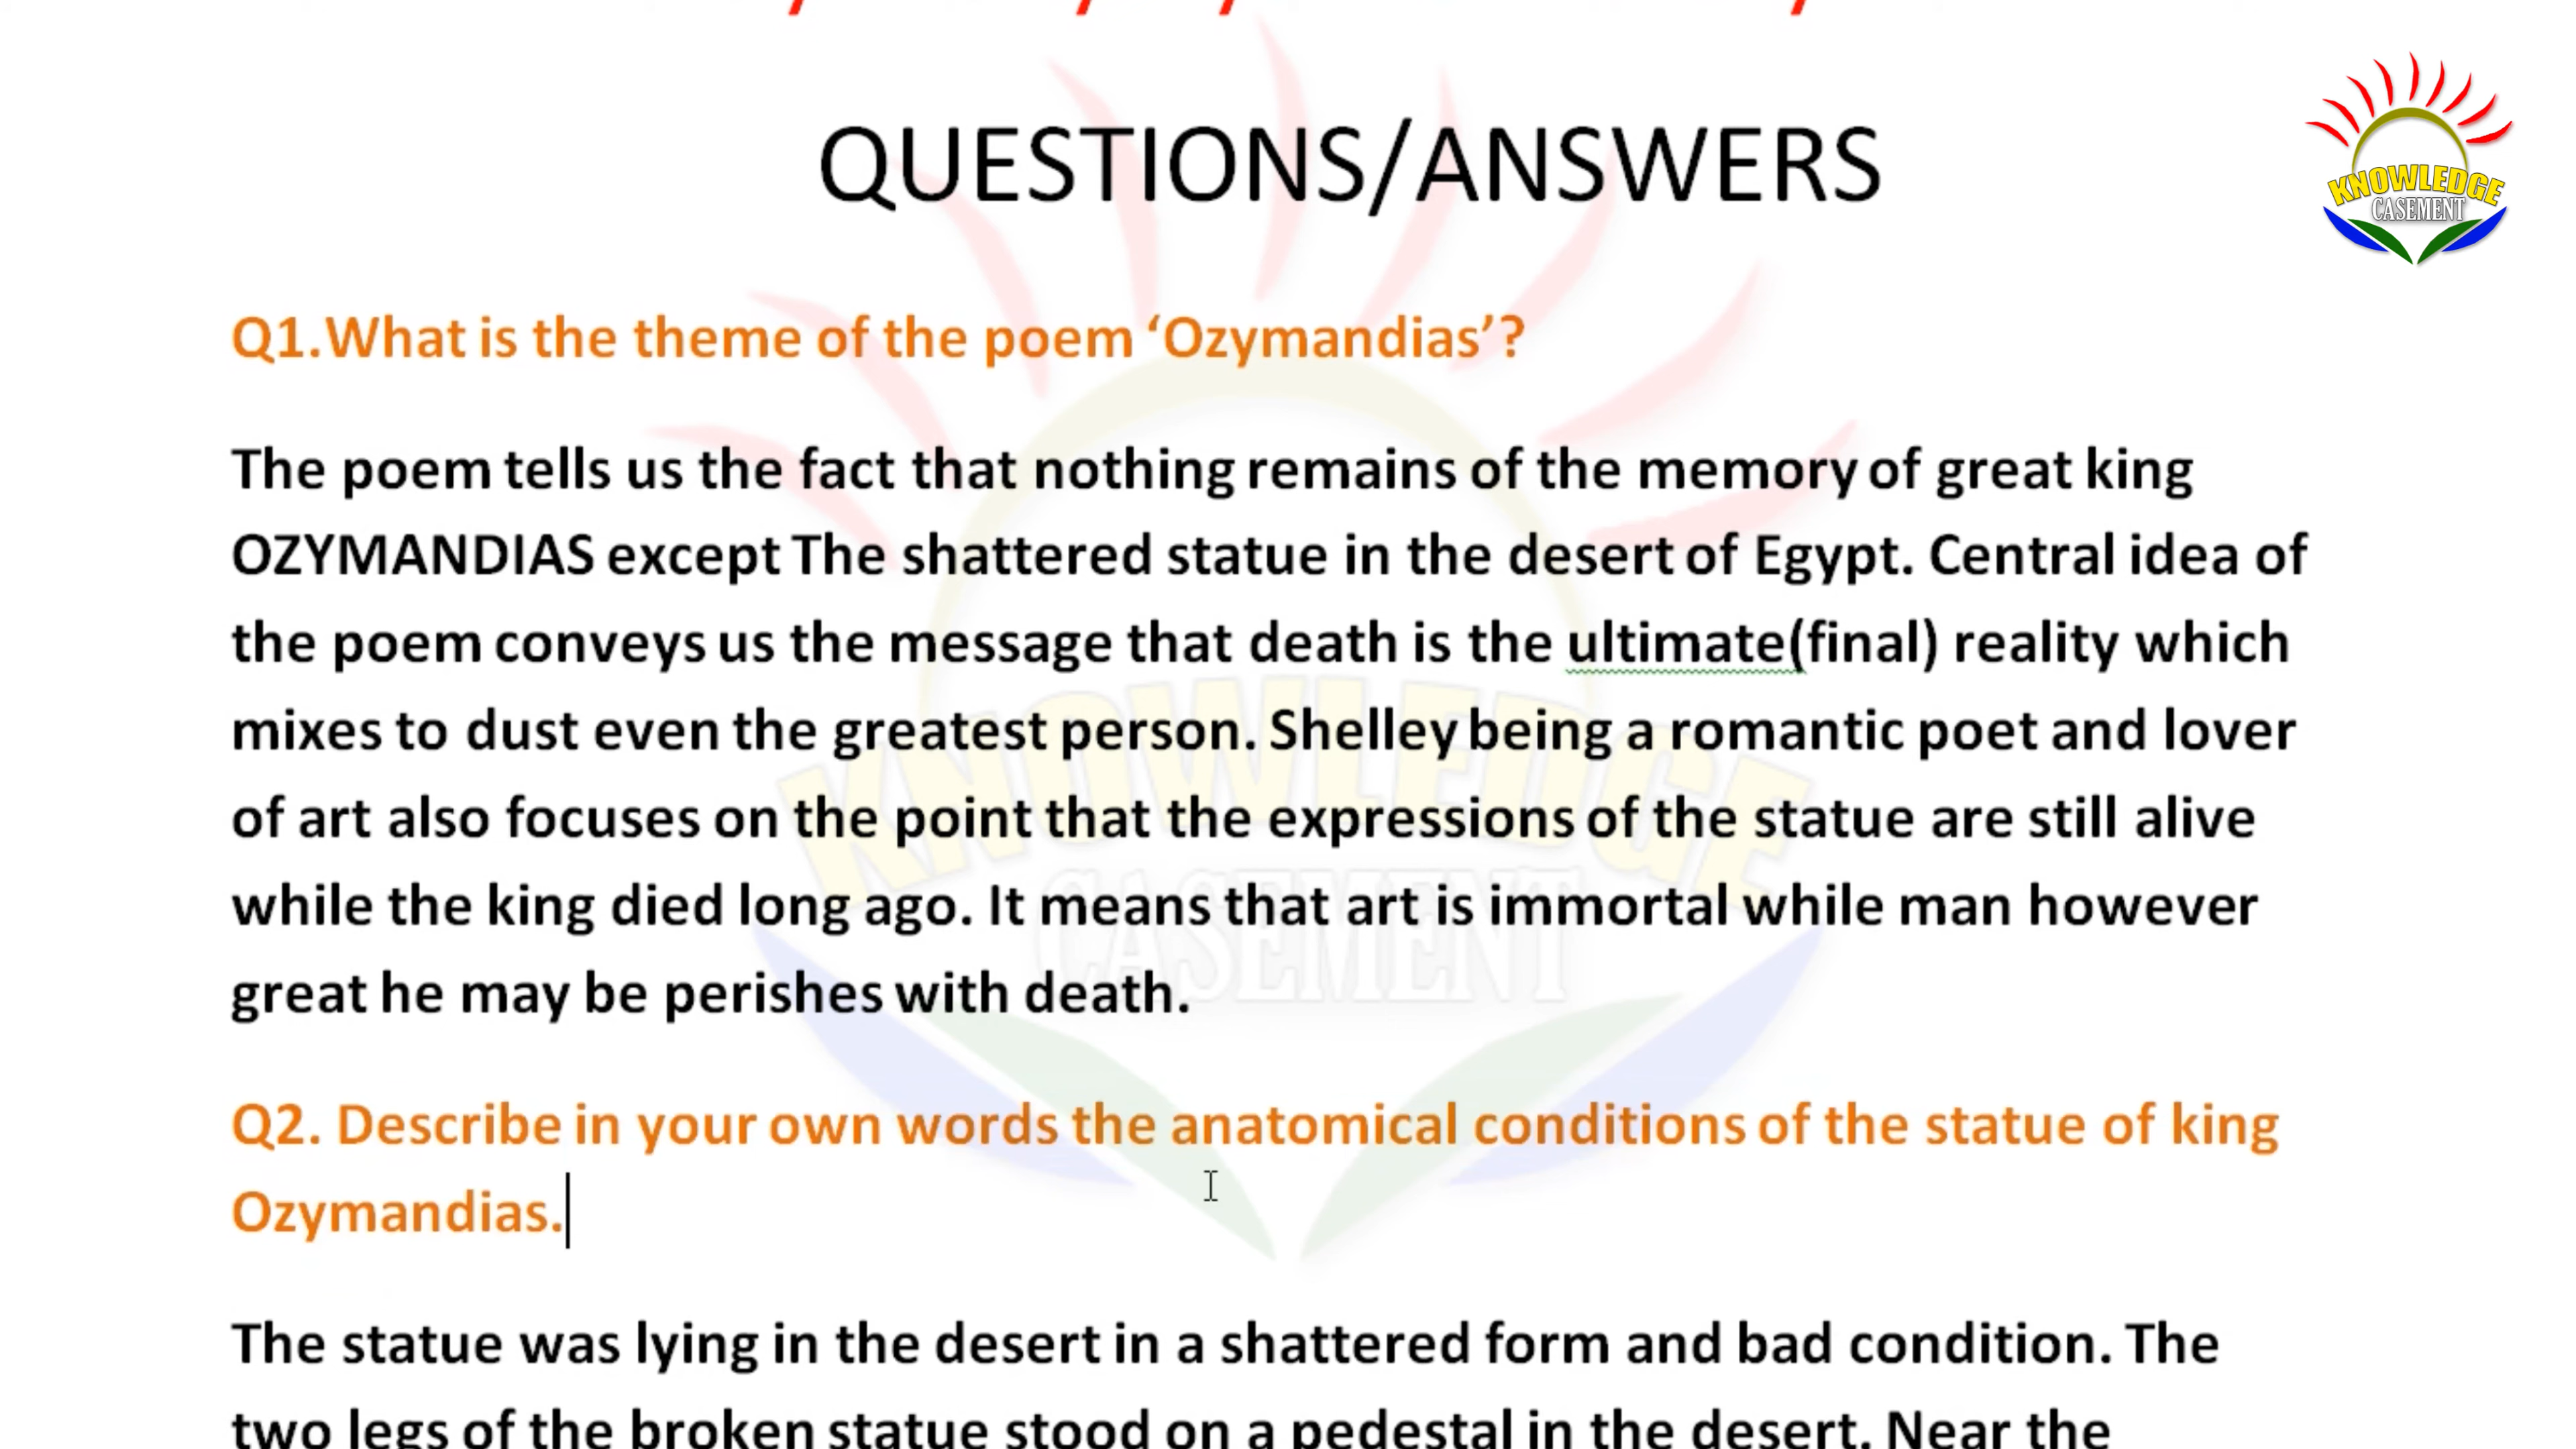 QUESTIONS/ANSWERS
KNOWLEDGE
CASEMENT
Q1.What is the theme of the poem ‘Ozymandias’?
The poem tells us the fact that nothing remains of the memory of great king
OZYMANDIAS except The shattered statue in the desert of Egypt. Central idea of
the poem conveys us the message that death is the ultimate(final) reality which
mixes to dust even the greatest person. Shelley being a romantic poet and lover
of art also focuses on the point that the expressions of the statue are still alive
while the king died long ago. It means that art is immortal while man however
great he may be perishes with death.
KNOWLEDGE
CASEMENT
Q2. Describe in your own words the anatomical conditions of the statue of king
Ozymandias.
The statue was lying in the desert in a shattered form and bad condition. The
two legs of the broken statue stood on a pedestal in the desert. Near the